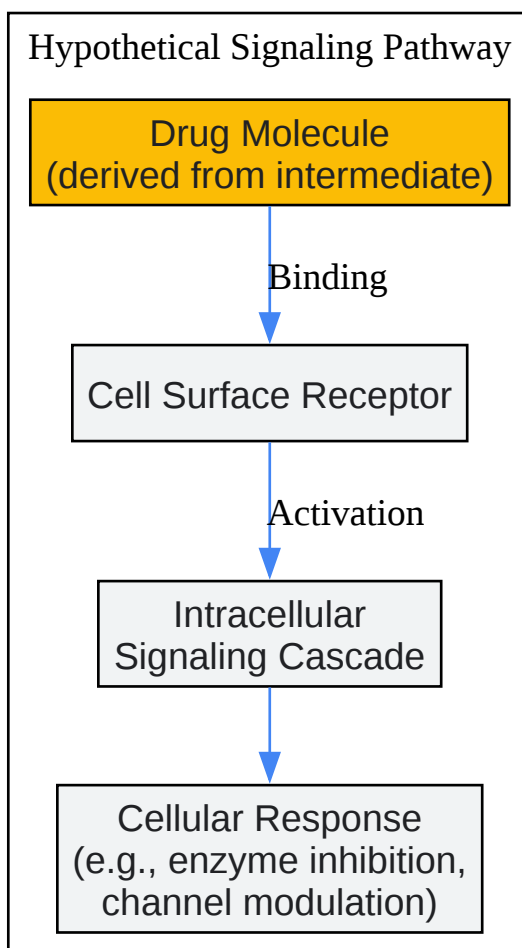 Hypothetical Signaling Pathway
Drug Molecule
(derived from intermediate)
Binding
Cell Surface Receptor
Activation
Intracellular
Signaling Cascade
Cellular Response
(e.g., enzyme inhibition,
channel modulation)